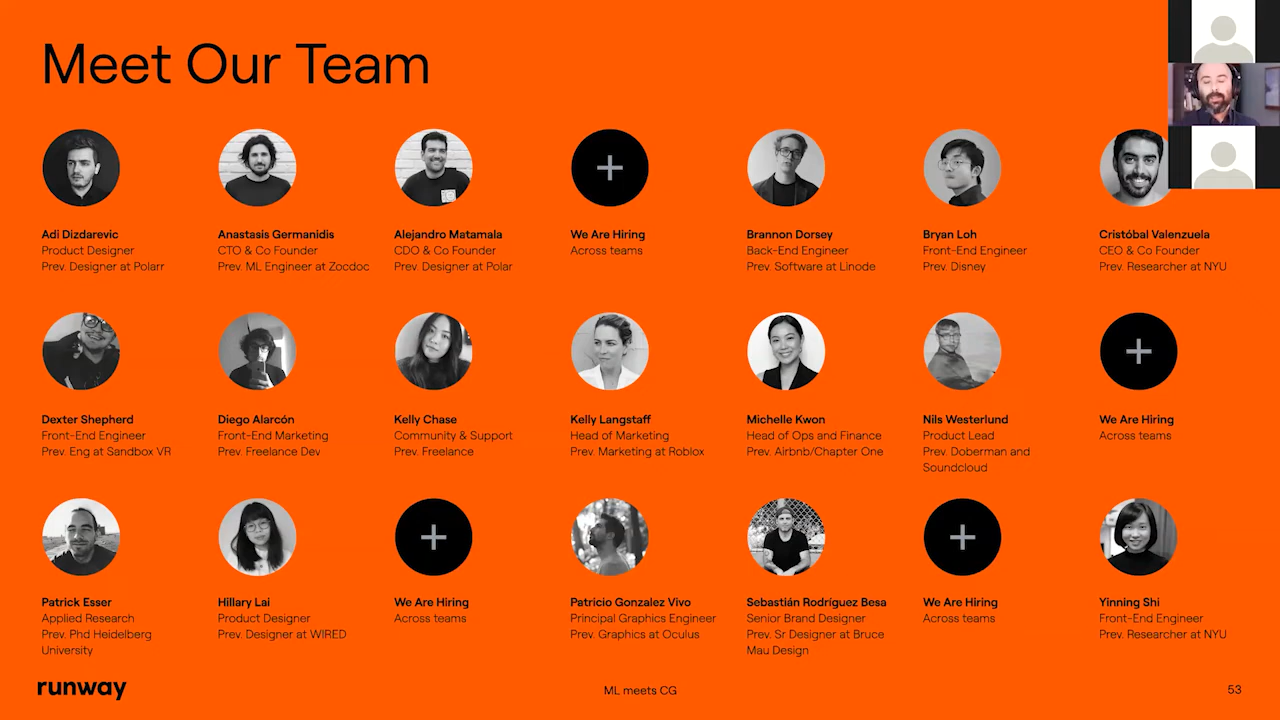 Meet Our Team
Adi Dizdarevic
Product Designer
Prev. Designer at Polarr
Anastasis Germanidis
CTO & Co Founder
Prev. ML Engineer at Zocdoc
Alejandro Matamala
CDO & Co Founder
Prev. Designer at Polar
We Are Hiring
Across teams
Brannon Dorsey
Back-End Engineer
Prev. Software at Linode
Bryan Loh
Front-End Engineer
Prev. Disney
Cristóbal Valenzuela
CEO & Co Founder
Prev. Researcher at NYU
Dexter Shepherd
Front-End Engineer
Prev. Eng at Sandbox VR
Diego Alarcón
Front-End Marketing
Prev. Freelance Dev
Kelly Chase
Community & Support
Prev. Freelance
Kelly Langstaff
Head of Marketing
Prev. Marketing at Roblox
Michelle Kwon
Head of Ops and Finance
Prev. Airbnb/Chapter One
Nils Westerlund
Product Lead
Prev. Doberman and
Soundcloud
We Are Hiring
Across teams
Patrick Esser
Applied Research
Prev. Phd Heidelberg
University
Hillary Lai
Product Designer
Prev. Designer at WIRED
We Are Hiring
Across teams
Patricio Gonzalez Vivo
Principal Graphics Engineer
Prev. Graphics at Oculus
Sebastián Rodríguez Besa
Senior Brand Designer
Prev. Sr Designer at Bruce
Mau Design
We Are Hiring
Across teams
Yinning Shi
Front-End Engineer
Prev. Researcher at NYU
runway
ML meets CG
53